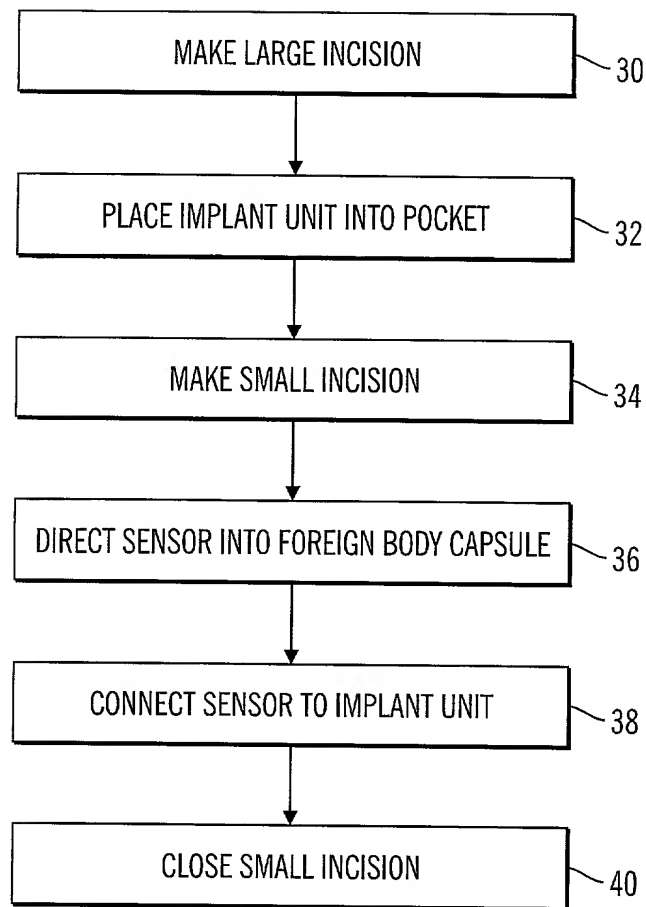 MAKE LARGE INCISION
30
PLACE IMPLANT UNIT INTO POCKET
32
MAKE SMALL INCISION
34
DIRECT SENSOR INTO FOREIGN BODY CAPSULE
36
CONNECT SENSOR TO IMPLANT UNIT
38
CLOSE SMALL INCISION
40